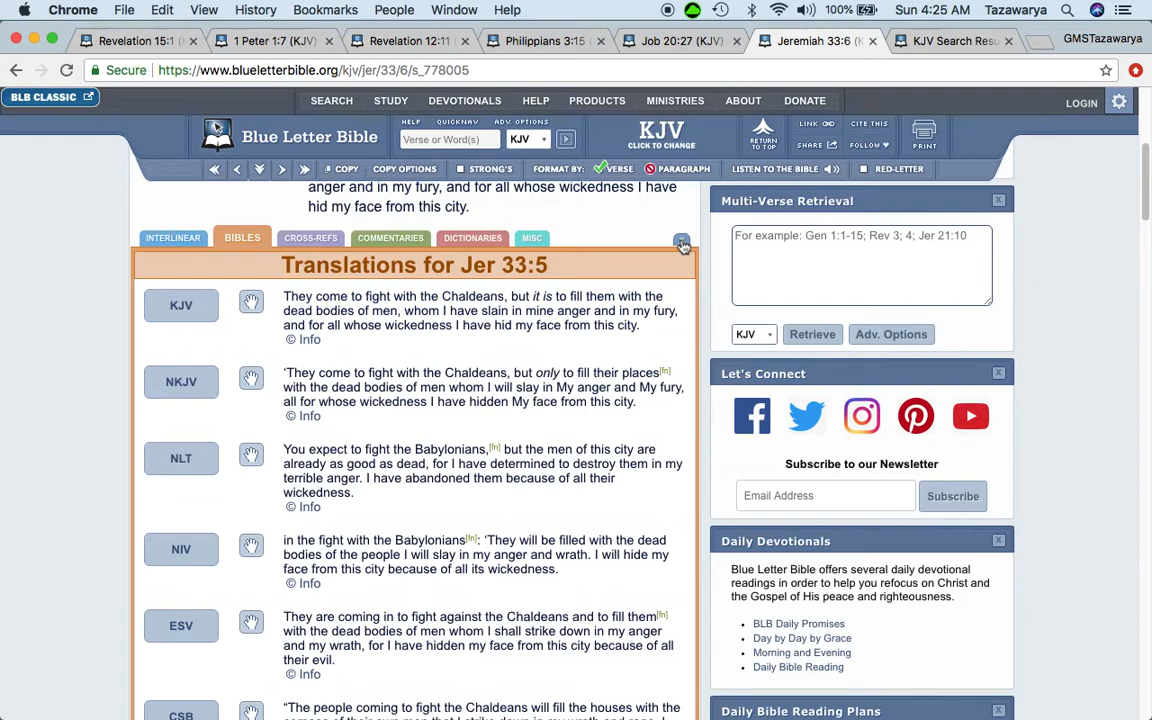 Chrome File Edit View History Bookmarks People Window Help 100% Sun 4:25 AM Tazawarya
Revelation 15:1 ( 1 Peter 1:7 (KJV) Revelation 12:11 Philippians 3:15 Job 20:27 (KJV) Jeremiah 33:6 (K KJV Search Resu GMSTazawarya
Secure https://www.blueletterbible.org/kjv/jer/33/6/s_778005
BLB CLASSIC
SEARCH STUDY DEVOTIONALS HELP PRODUCTS MINISTRIES ABOUT DONATE LOGIN
HELP QUICKNAV ADV. OPTIONS
Blue Letter Bible Verse or Word(s) KJV
KJV
CLICK TO CHANGE
RETURN TO TOP
LINK CITE THIS
SHARE FOLLOW
PRINT
COPY COPY OPTIONS STRONG'S FORMAT BY: VERSE PARAGRAPH LISTEN TO THE BIBLE RED-LETTER
anger and in my fury, and for all whose wickedness I have
hid my face from this city.
INTERLINEAR BIBLES CROSS-REFS COMMENTARIES DICTIONARIES MISC
Translations for Jer 33:5
KJV
They come to fight with the Chaldeans, but it is to fill them with the
dead bodies of men, whom I have slain in mine anger and in my fury,
and for all whose wickedness I have hid my face from this city.
© Info
NKJV
‘They come to fight with the Chaldeans, but only to fill their places[fn]
with the dead bodies of men whom I will slay in My anger and My fury,
all for whose wickedness I have hidden My face from this city.
© Info
NLT
You expect to fight the Babylonians,[fn] but the men of this city are
already as good as dead, for I have determined to destroy them in my
terrible anger. I have abandoned them because of all their
wickedness.
© Info
NIV
in the fight with the Babylonians[fn]: ‘They will be filled with the dead
bodies of the people I will slay in my anger and wrath. I will hide my
face from this city because of all its wickedness.
© Info
ESV
They are coming in to fight against the Chaldeans and to fill them[fn]
with the dead bodies of men whom I shall strike down in my anger
and my wrath, for I have hidden my face from this city because of all
their evil.
© Info
CSB
“The people coming to fight the Chaldeans will fill the houses with the
Multi-Verse Retrieval X
For example: Gen 1:1-15; Rev 3; 4; Jer 21:10
KJV Retrieve Adv. Options
Let's Connect X
Subscribe to our Newsletter
Email Address Subscribe
Daily Devotionals X
Blue Letter Bible offers several daily devotional
readings in order to help you refocus on Christ and
the Gospel of His peace and righteousness.
BLB Daily Promises
Day by Day by Grace
Morning and Evening
Daily Bible Reading
Daily Bible Reading Plans X